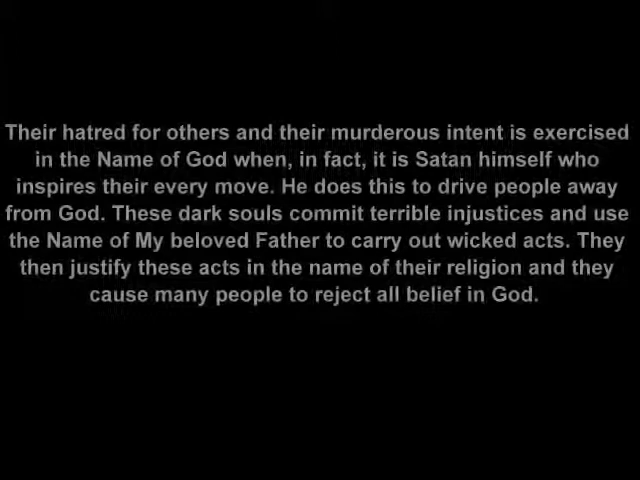 Their hatred for others and their murderous intent is exercised
in the Name of God when, in fact, it is Satan himself who
inspires their every move. He does this to drive people away
from God. These dark souls commit terrible injustices and use
the Name of My beloved Father to carry out wicked acts. They
then justify these acts in the name of their religion and they
cause many people to reject all belief in God.